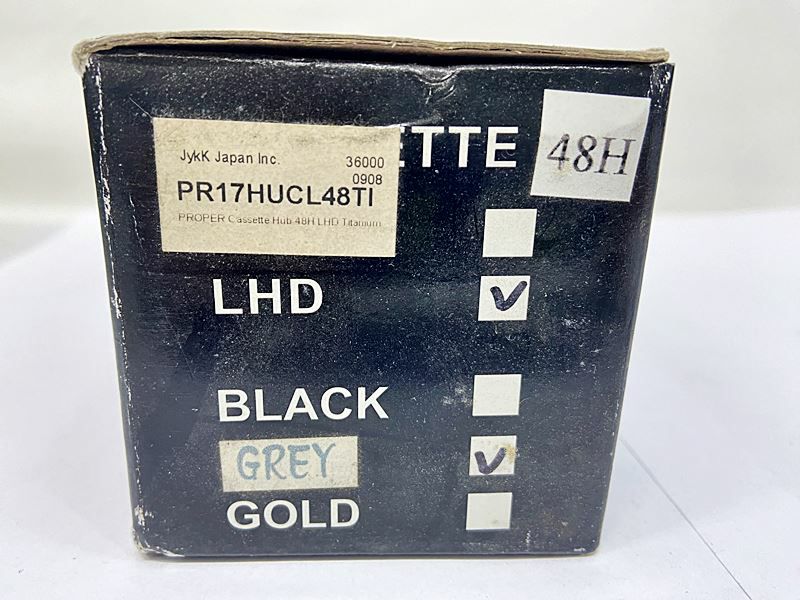 ETTE
48H
JykK Japan Inc. 36000
0908
PR17HUCL48TI
PROPER Cassette Hub 48H LHD Titanium
LHD
BLACK
GREY
GOLD